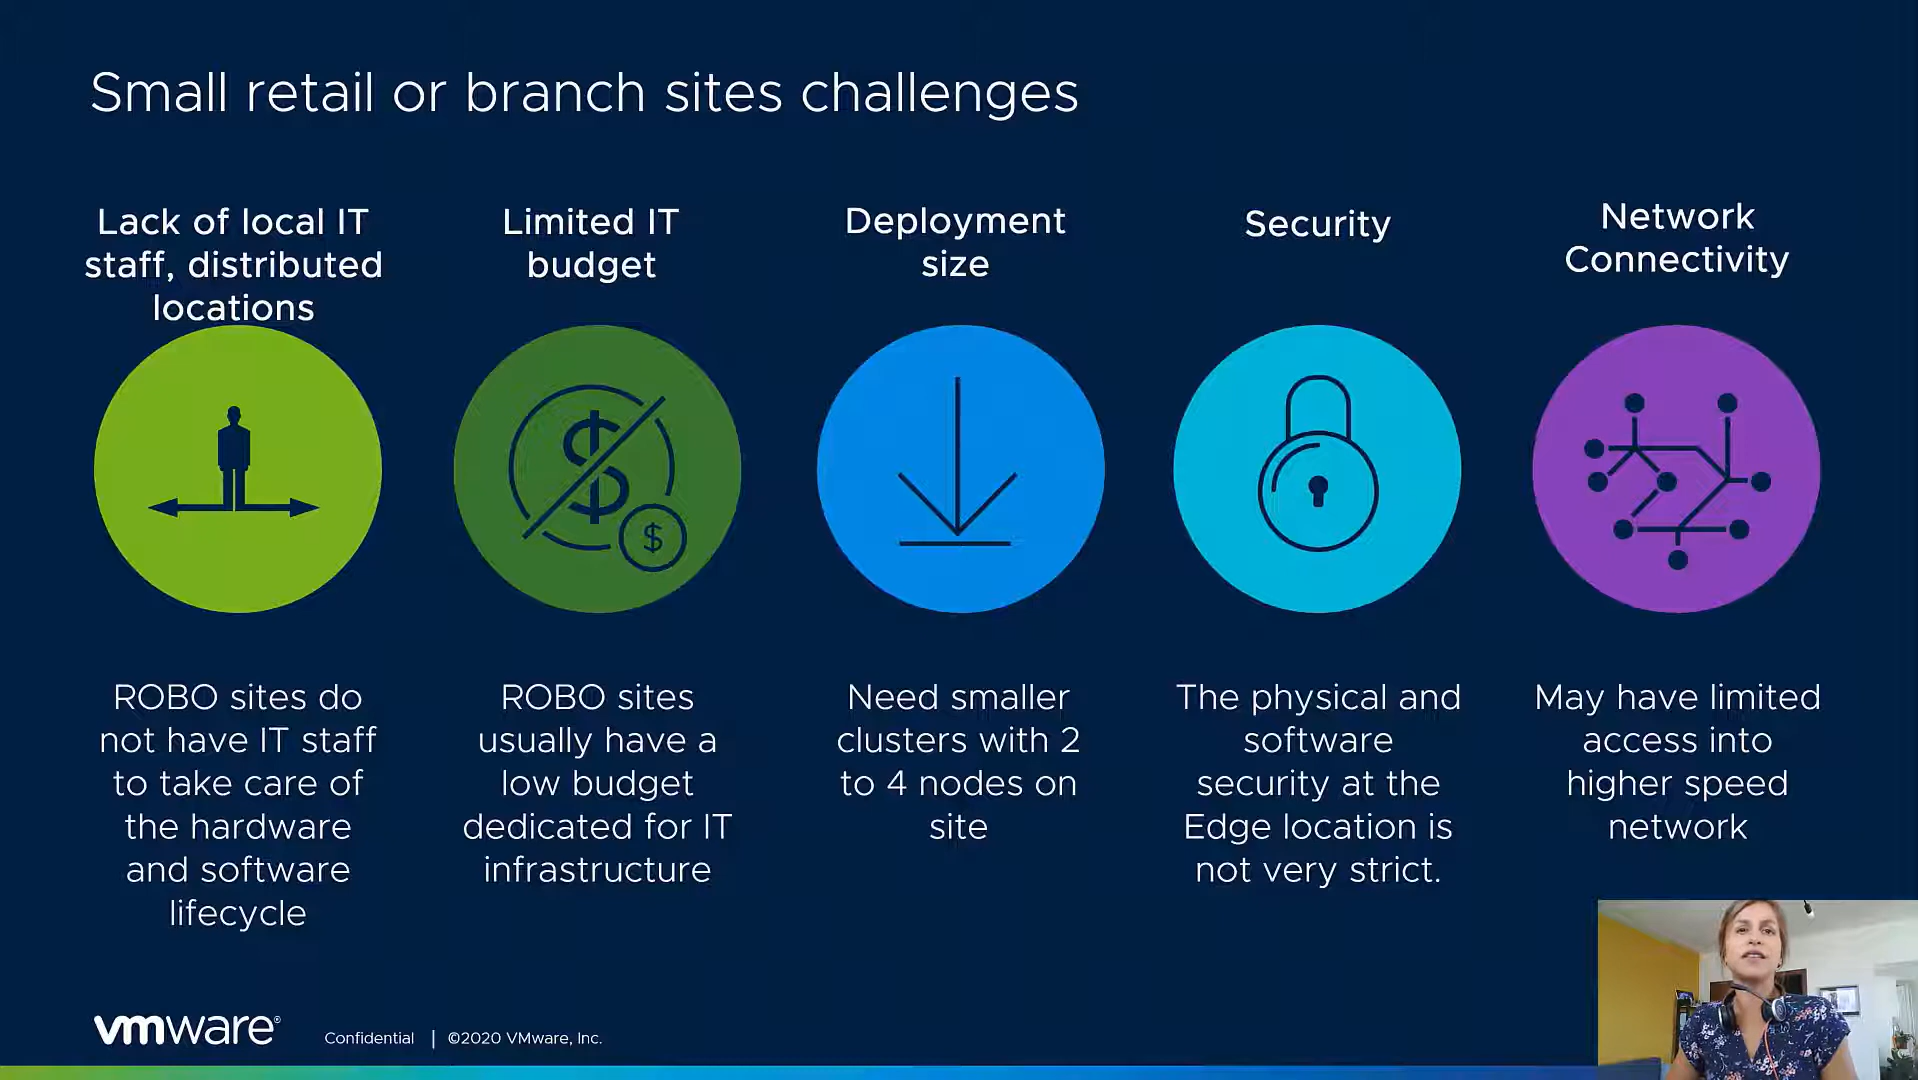 Small retail or branch sites challenges
Lack of local IT
staff, distributed
locations
Limited IT
budget
Deployment
size
Security
Network
Connectivity
$
$
ROBO sites do
not have IT staff
to take care of
the hardware
and software
lifecycle
ROBO sites
usually have a
low budget
dedicated for IT
infrastructure
Need smaller
clusters with 2
to 4 nodes on
site
The physical and
software
security at the
Edge location is
not very strict.
May have limited
access into
higher speed
network
vmware®
Confidential | ©2020 VMware, Inc.